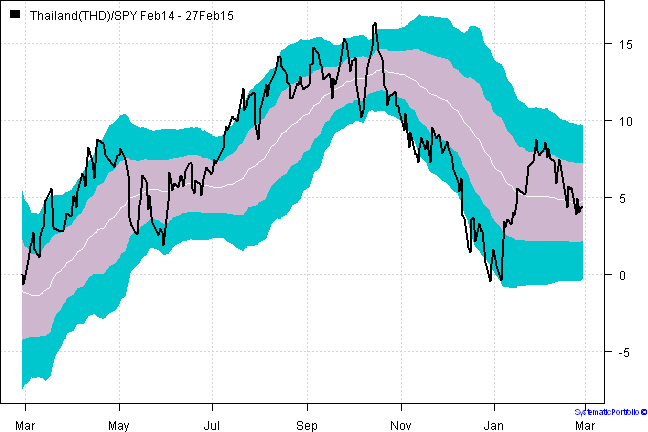 Thailand(THD)/SPY Feb14 - 27Feb15
15
10
5
0
-5
SystematicPortfolio ©
Mar May Jul Sep Nov Jan Mar